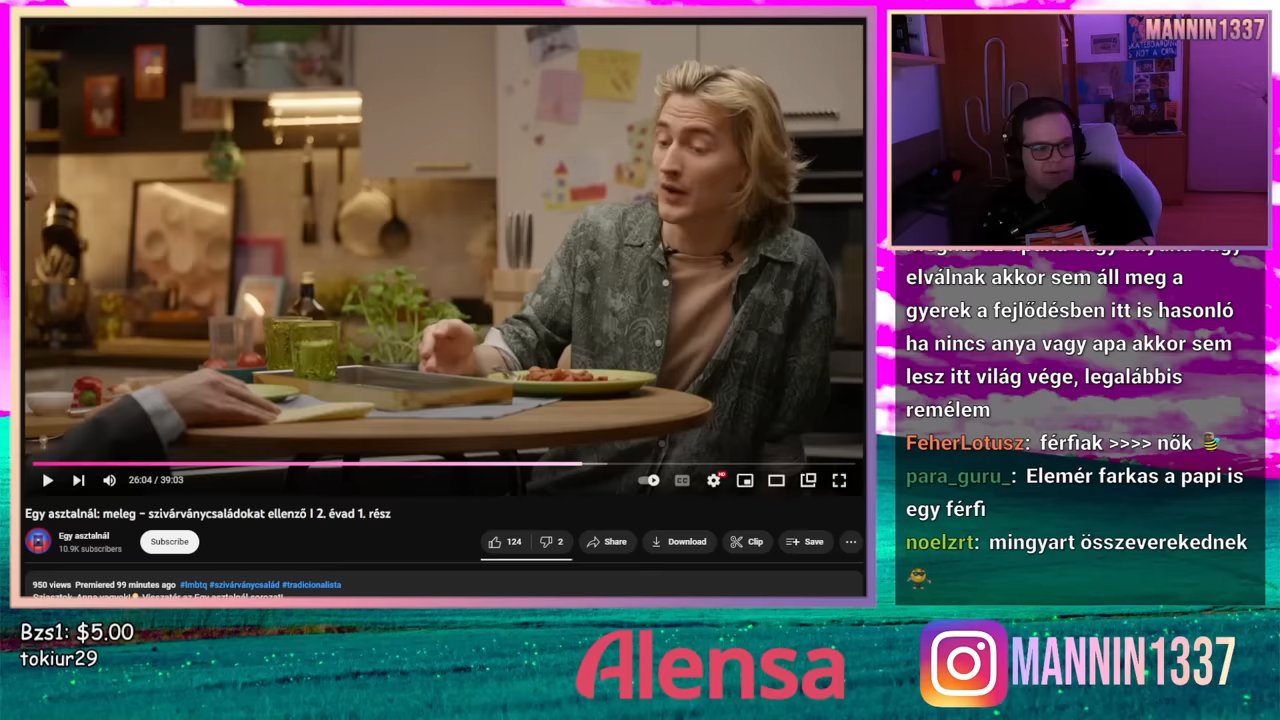 MANNIN1337
elválnak akkor sem áll meg a
gyerek a fejlődésben itt is hasonló
ha nincs anya vagy apa akkor sem
lesz itt világ vége, legalábbis
remélem
FeherLotusz: férfiak >>>> nők
para_guru_: Elemér farkas a papi is
egy férfi
noelzrt: mingyart összeverekednek
26:04 / 39:03
CC
HD
Egy asztalnál: meleg – szivárványcsaládokat ellenző I 2. évad 1. rész
Egy asztalnál
10.9K subscribers
Subscribe
124
2
Share
Download
Clip
Save
950 views Premiered 99 minutes ago #lmbtq #szivárványcsalád #tradicionalista
Bzs1: $5.00
tokiur29
Alensa
MANNIN1337